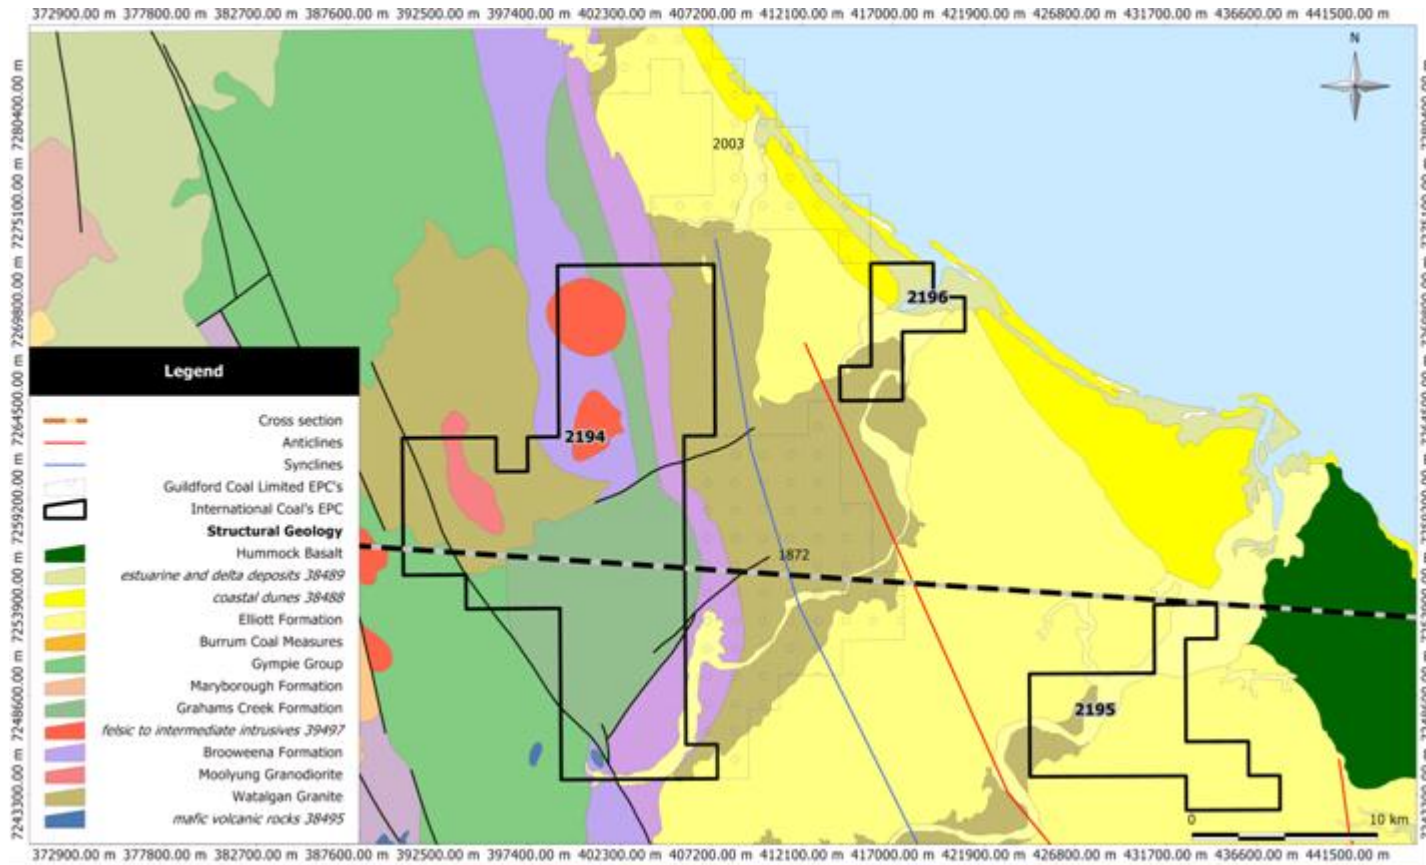 372900.00 m 377800.00 m 382700.00 m 387600.00 m 392500.00 m 397400.00 m 402300.00 m 407200.00 m 412100.00 m 417000.00 m 421900.00 m 426800.00 m 431700.00 m 436600.00 m 441500.00 m
N
7280400.00 m
7275100.00 m
7269800.00 m
7264500.00 m
7259200.00 m
7253900.00 m
7248600.00 m
7243300.00 m
2003
2196
2194
1872
2195
Legend
Cross section
Anticlines
Synclines
Guildford Coal Limited EPC's
International Coal's EPC
Structural Geology
Hummock Basalt
estuarine and delta deposits 38489
coastal dunes 38488
Elliott Formation
Burrum Coal Measures
Gympie Group
Maryborough Formation
Grahams Creek Formation
felsic to intermediate intrusives 39497
Brooweena Formation
Moolyung Granodiorite
Watalgan Granite
mafic volcanic rocks 38495
0 10 km
372900.00 m 377800.00 m 382700.00 m 387600.00 m 392500.00 m 397400.00 m 402300.00 m 407200.00 m 412100.00 m 417000.00 m 421900.00 m 426800.00 m 431700.00 m 436600.00 m 441500.00 m